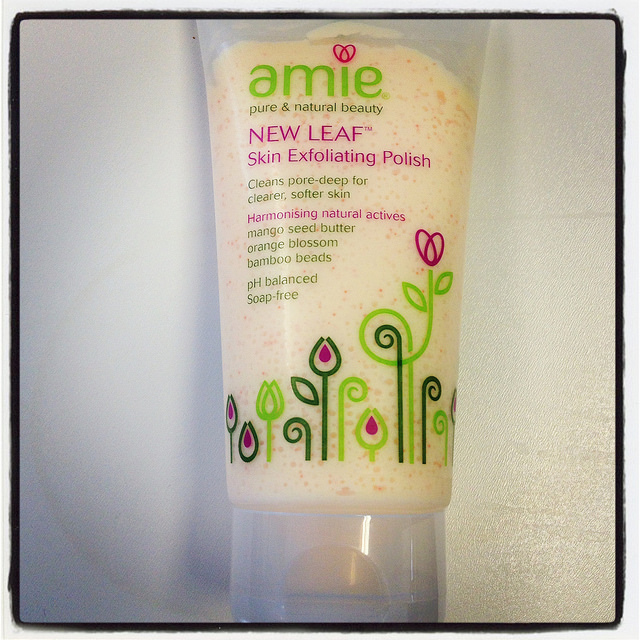 amie®
pure & natural beauty
NEW LEAF™
Skin Exfoliating Polish
Cleans pore-deep for
clearer, softer skin
Harmonising natural actives
mango seed butter
orange blossom
bamboo beads
pH balanced
Soap-free